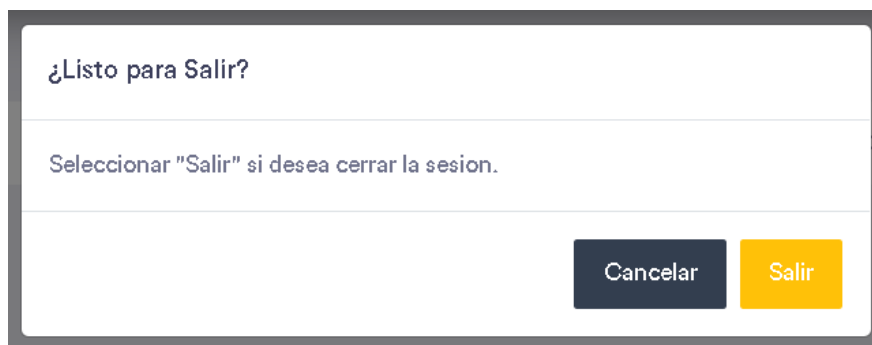 ¿Listo para Salir?
Seleccionar "Salir" si desea cerrar la sesion.
Cancelar
Salir